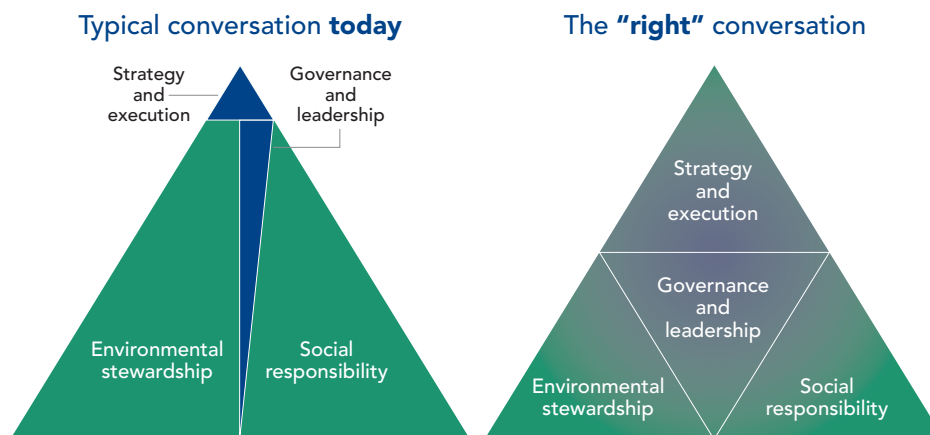 Typical conversation today
Strategy
and
execution
Governance
and
leadership
Environmental
stewardship
Social
responsibility
The “right” conversation
Strategy
and
execution
Governance
and
leadership
Environmental
stewardship
Social
responsibility